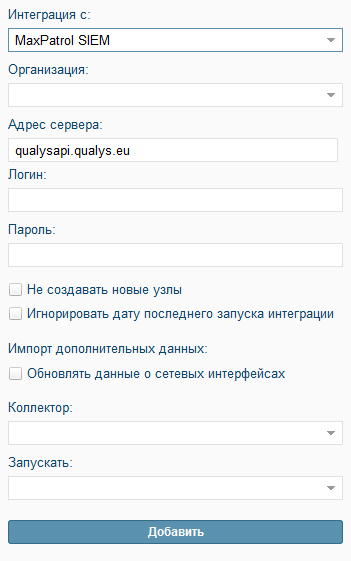 Интеграция с:
MaxPatrol SIEM
Организация:
Адрес сервера:
qualysapi.qualys.eu
Логин:
Пароль:
Не создавать новые узлы
Игнорировать дату последнего запуска интеграции
Импорт дополнительных данных:
Обновлять данные о сетевых интерфейсах
Коллектор:
Запускать:
Добавить